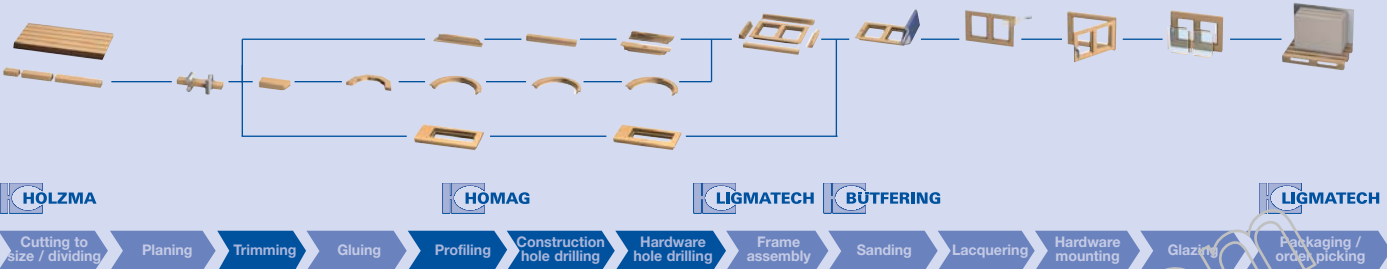 HOLZMA
HOMAG
LIGMATECH
BÜTFERING
LIGMATECH
Cutting to
size / dividing
Planing
Trimming
Gluing
Profiling
Construction
hole drilling
Hardware
hole drilling
Frame
assembly
Sanding
Lacquering
Hardware
mounting
Glazing
Packaging /
order picking